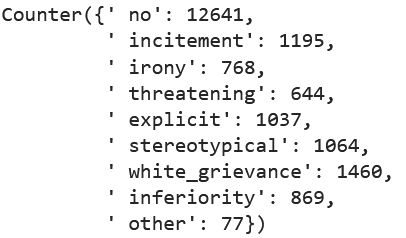 Counter({' no': 12641,
' incitement': 1195,
' irony': 768,
' threatening': 644,
' explicit': 1037,
' stereotypical': 1064,
' white_grievance': 1460,
' inferiority': 869,
' other': 77})